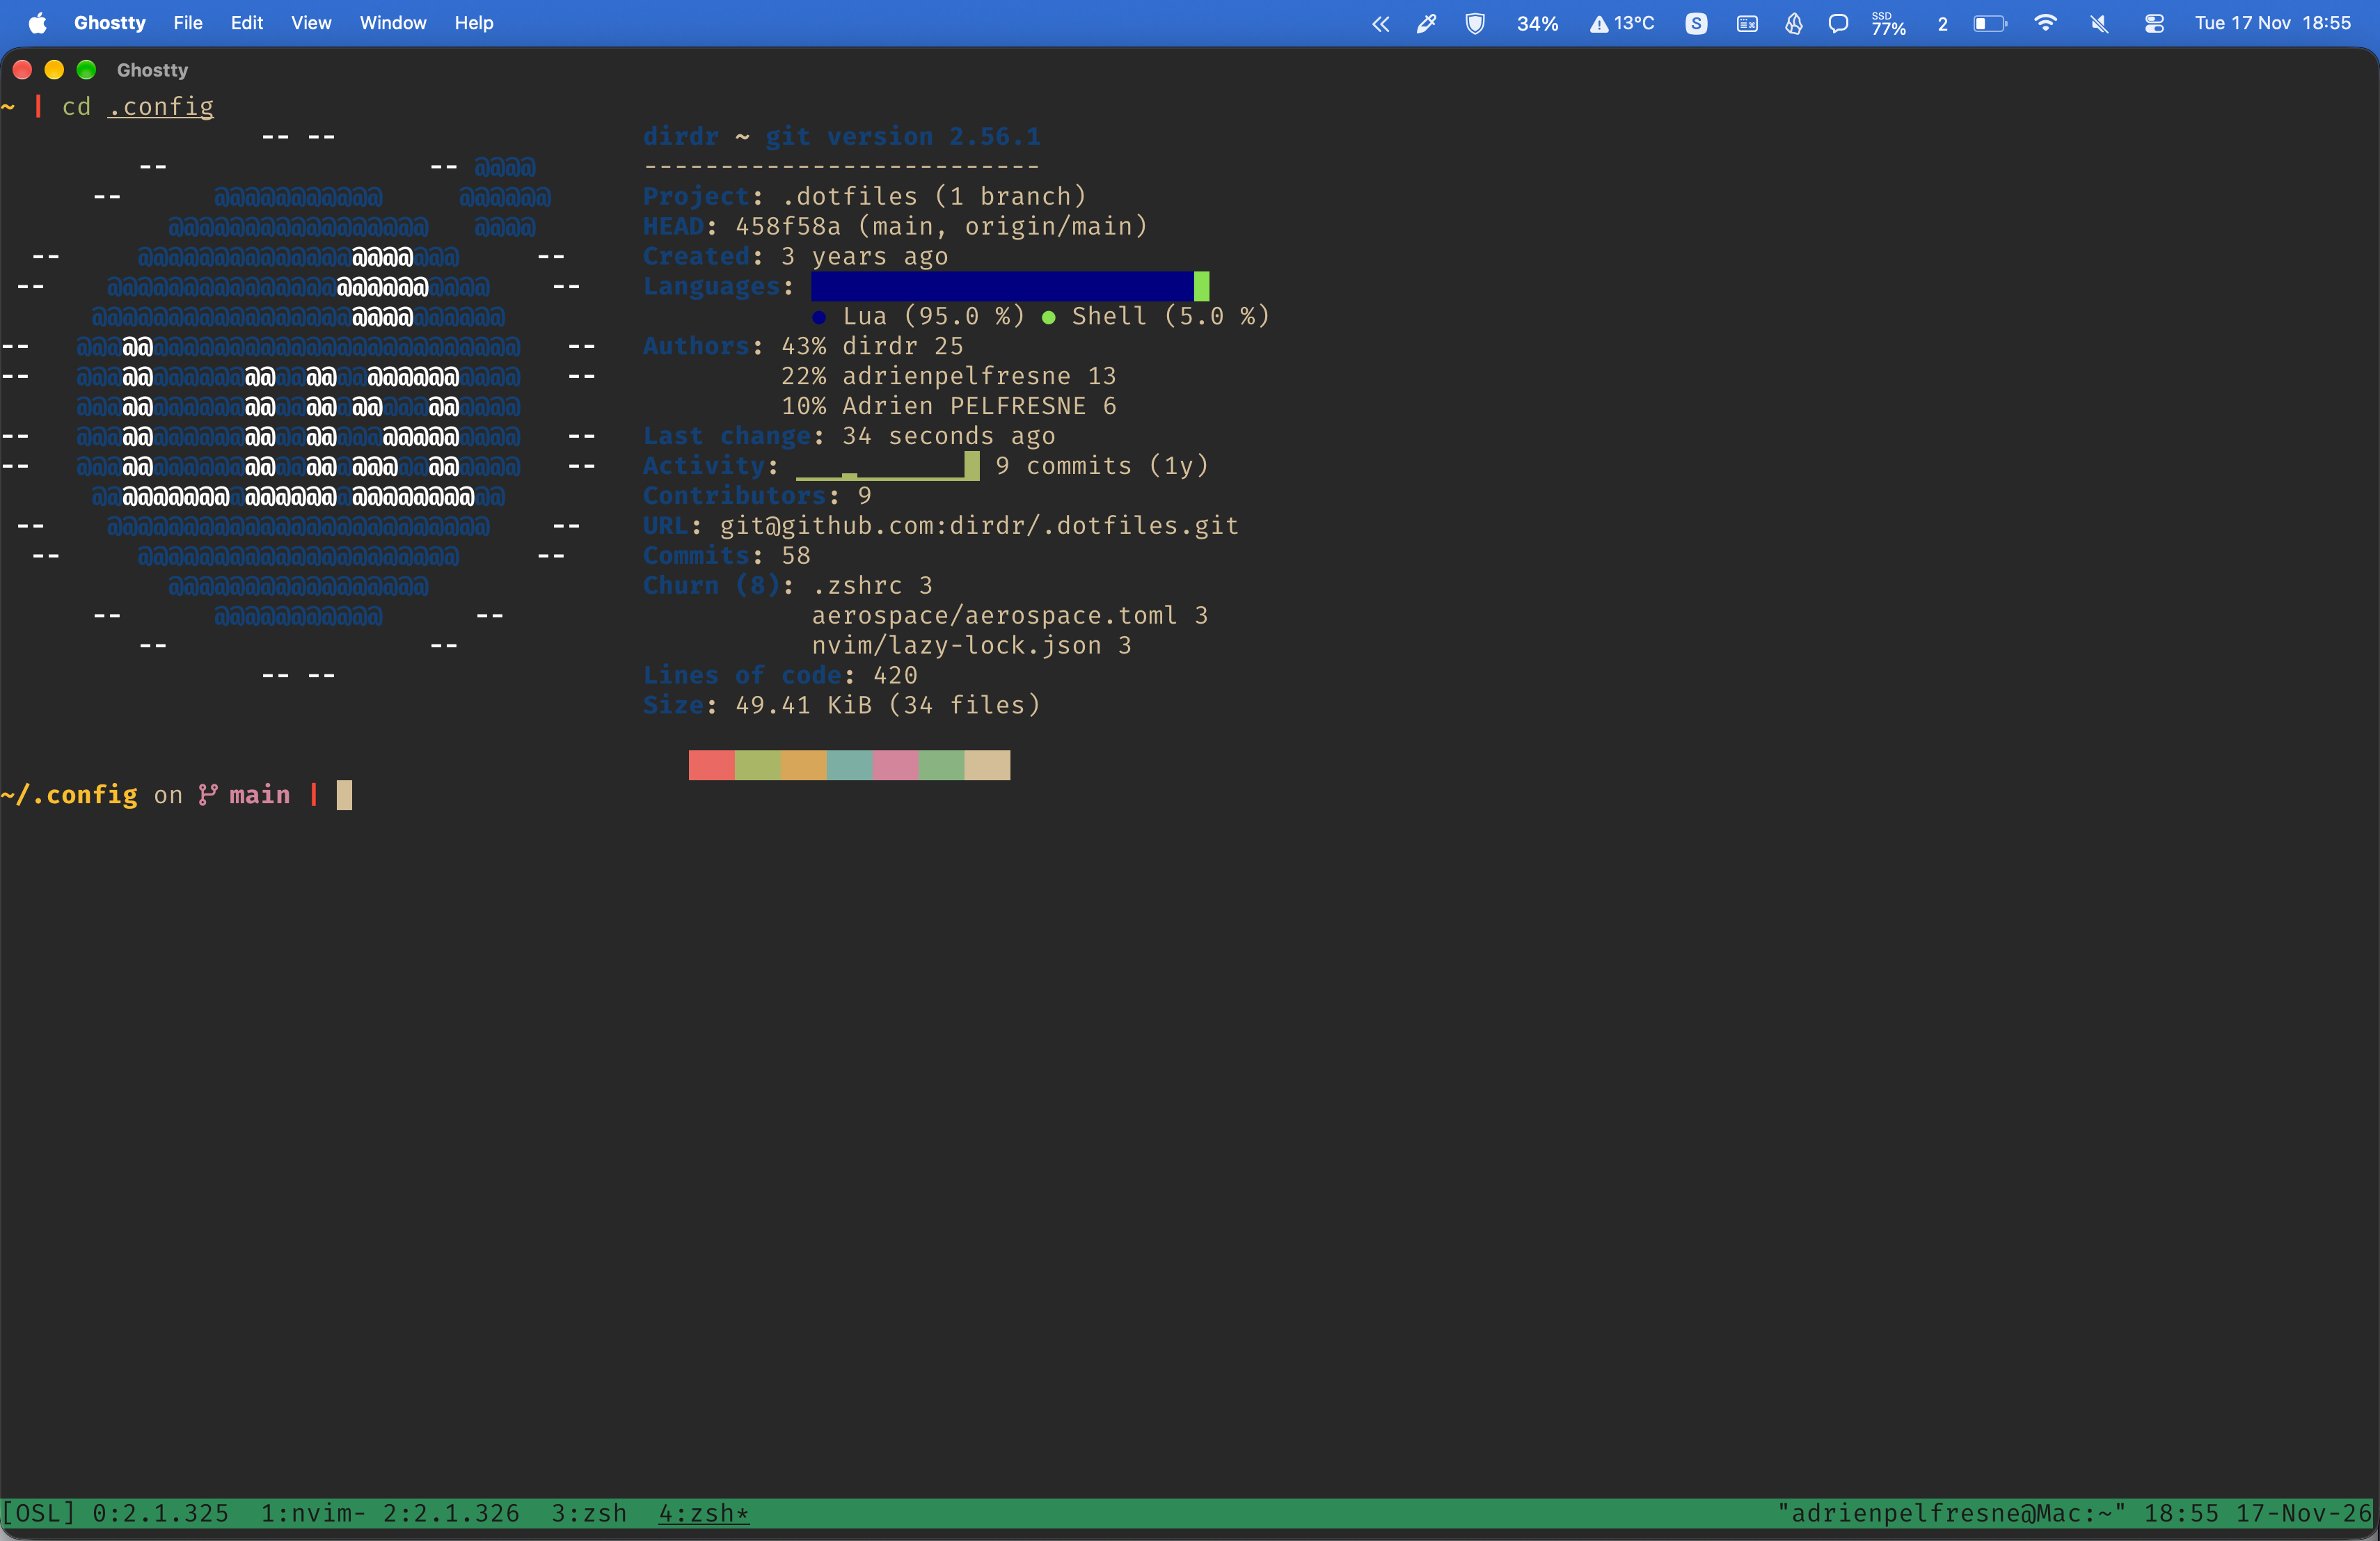 Ghostty File Edit View Window Help 34% 13°C S SSD 77% 2 Tue 17 Nov 18:55
Ghostty
~ | cd .config
-- --
-- -- @@@@
-- @@@@@@@@@@@ @@@@@@
@@@@@@@@@@@@@@@@@ @@@@
-- @@@@@@@@@@@@@@@@@@@@@ --
-- @@@@@@@@@@@@@@@@@@@@@@@@@ --
@@@@@@@@@@@@@@@@@@@@@@@@@@@
-- @@@@@@@@@@@@@@@@@@@@@@@@@@@@@ --
-- @@@@@@@@@@@@@@@@@@@@@@@@@@@@@ --
@@@@@@@@@@@@@@@@@@@@@@@@@@@@@
-- @@@@@@@@@@@@@@@@@@@@@@@@@@@@@ --
-- @@@@@@@@@@@@@@@@@@@@@@@@@@@@@ --
@@@@@@@@@@@@@@@@@@@@@@@@@@@
-- @@@@@@@@@@@@@@@@@@@@@@@@@ --
-- @@@@@@@@@@@@@@@@@@@@@ --
@@@@@@@@@@@@@@@@@
-- @@@@@@@@@@@ --
-- --
-- --
dirdr ~ git version 2.56.1
--------------------------
Project: .dotfiles (1 branch)
HEAD: 458f58a (main, origin/main)
Created: 3 years ago
Languages:
● Lua (95.0 %) ● Shell (5.0 %)
Authors: 43% dirdr 25
22% adrienpelfresne 13
10% Adrien PELFRESNE 6
Last change: 34 seconds ago
Activity: 9 commits (1y)
Contributors: 9
URL: git@github.com:dirdr/.dotfiles.git
Commits: 58
Churn (8): .zshrc 3
aerospace/aerospace.toml 3
nvim/lazy-lock.json 3
Lines of code: 420
Size: 49.41 KiB (34 files)
~/.config on main |
[OSL] 0:2.1.325 1:nvim- 2:2.1.326 3:zsh 4:zsh* "adrienpelfresne@Mac:~" 18:55 17-Nov-26